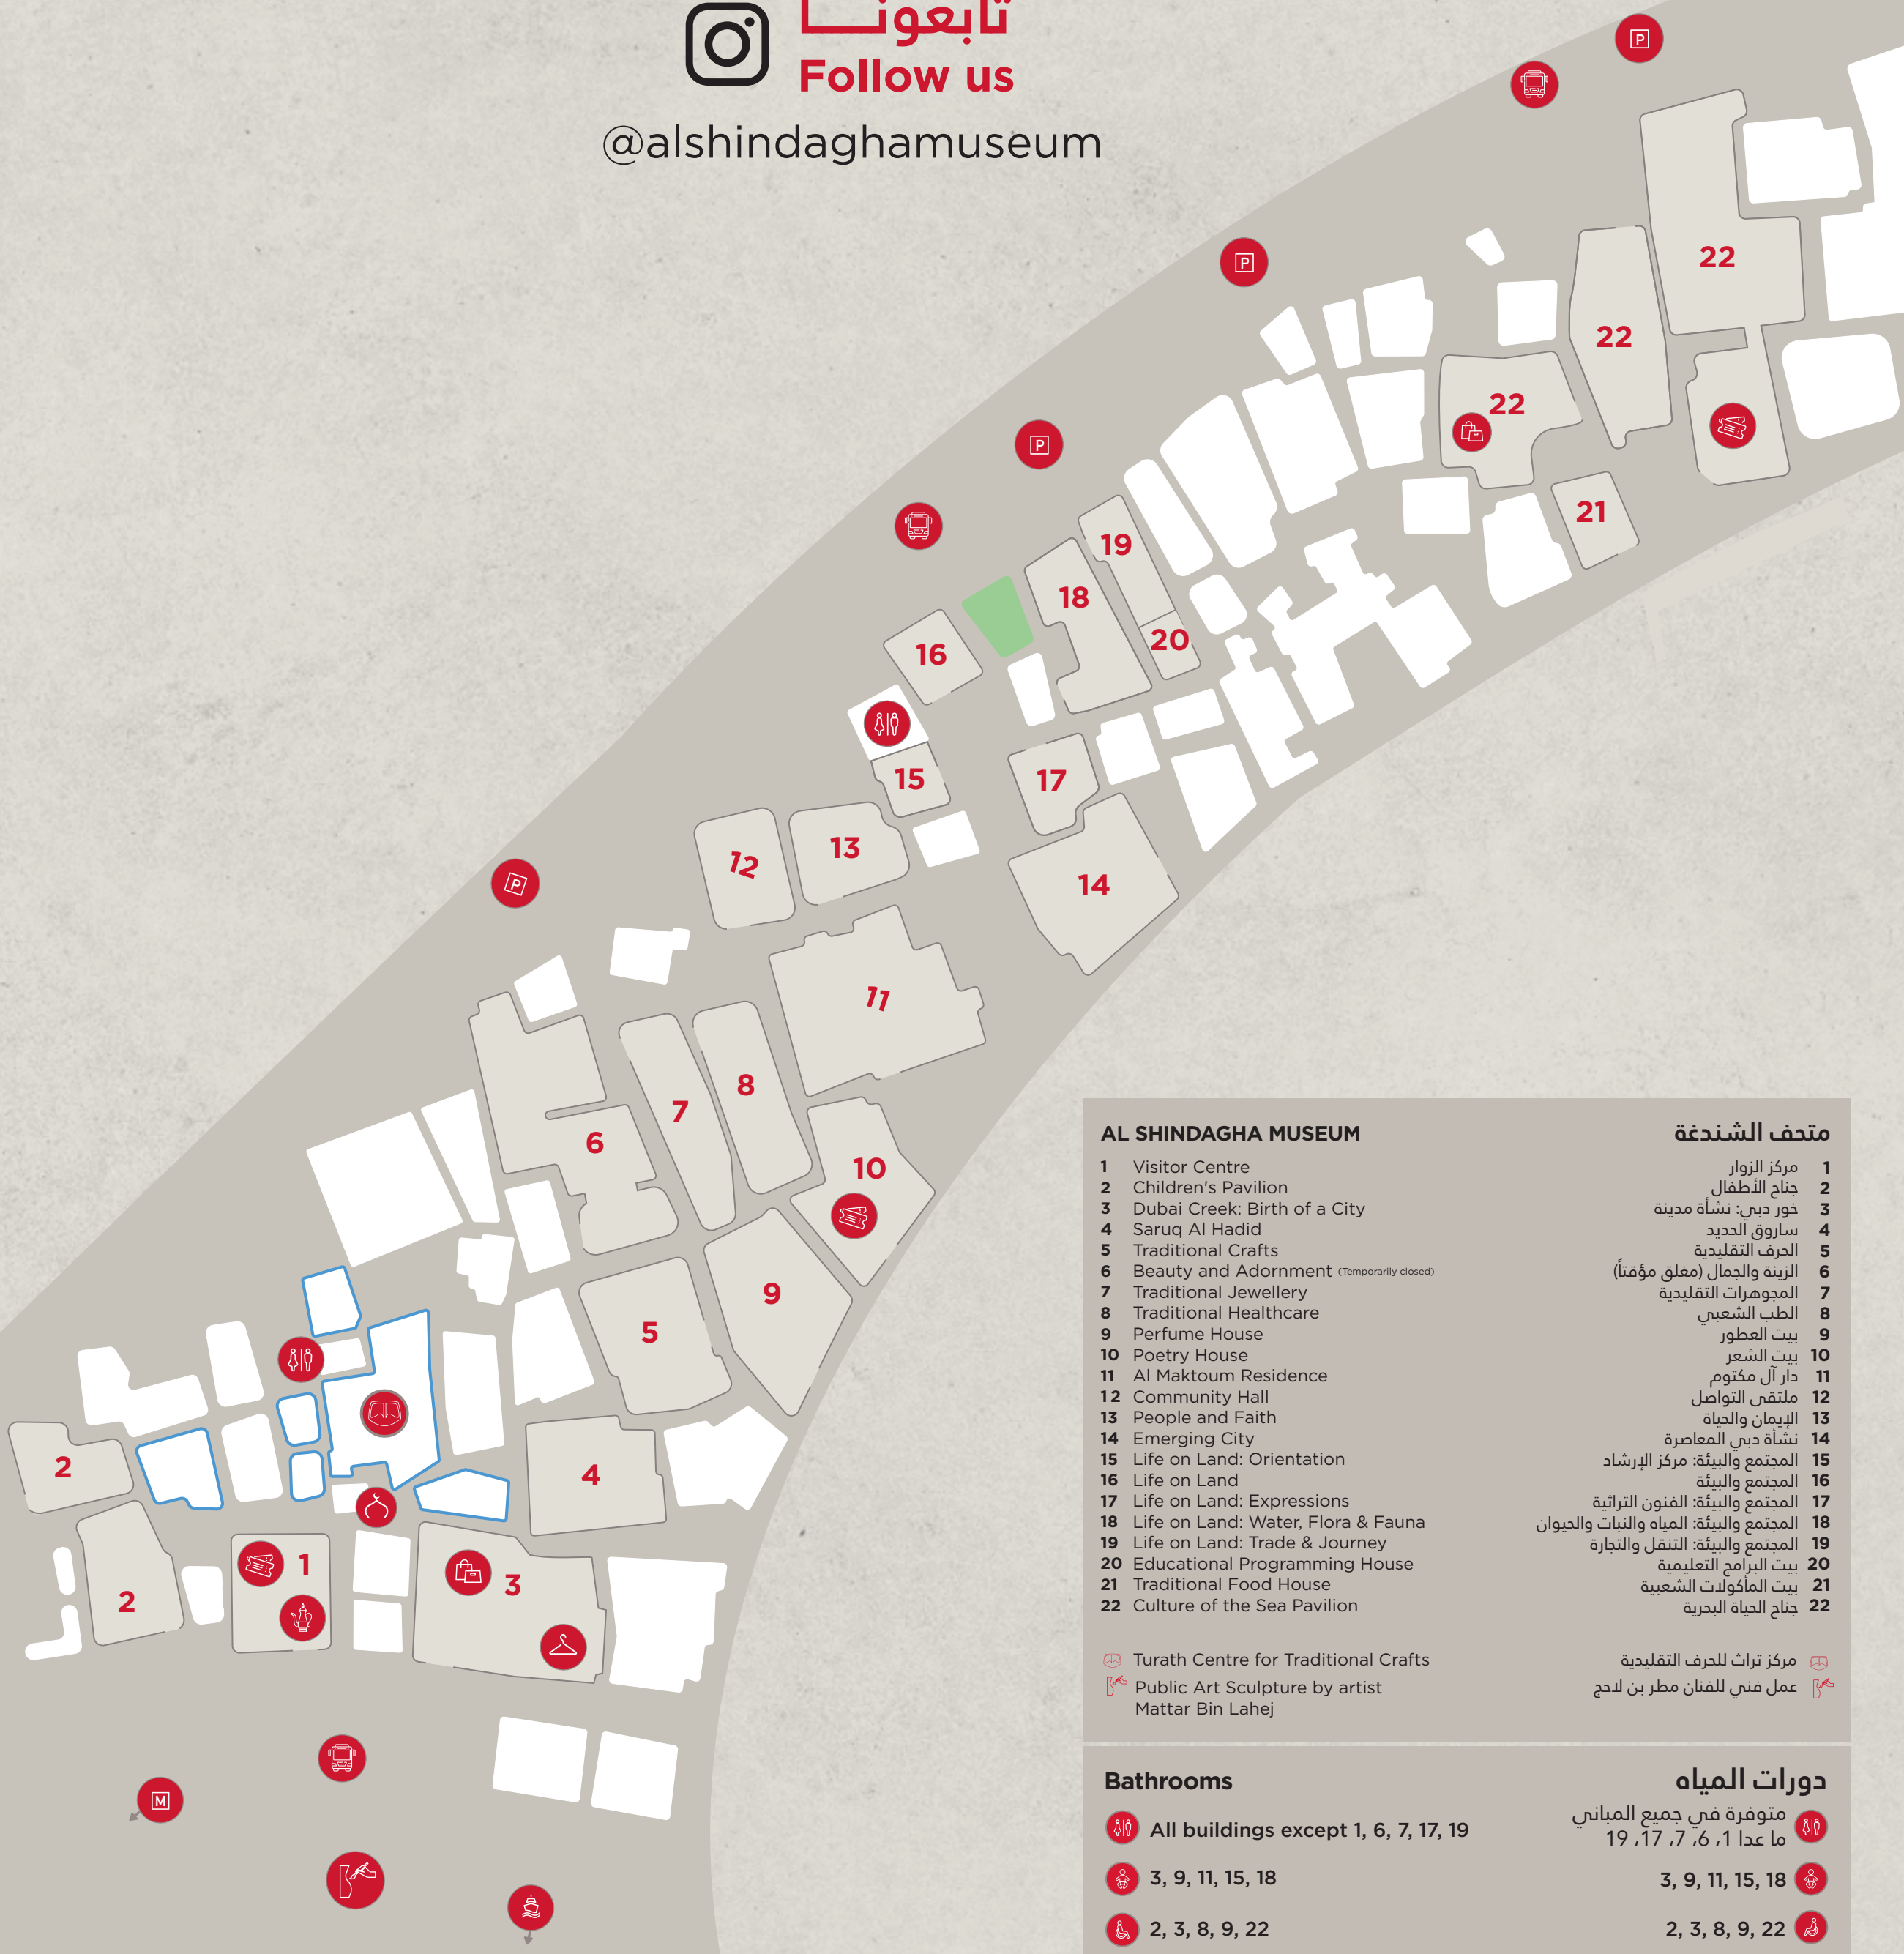 تابعونـــا
Follow us
@alshindaghamuseum
P
P
P
P
22
22
22
21
19
18
20
16
15
17
13
12
14
11
8
7
6
10
9
5
4
2
2
1
3
M
AL SHINDAGHA MUSEUM متحف الشندغة
1 Visitor Centre مركز الزوار 1
2 Children's Pavilion جناح الأطفال 2
3 Dubai Creek: Birth of a City خور دبي: نشأة مدينة 3
4 Saruq Al Hadid ساروق الحديد 4
5 Traditional Crafts الحرف التقليدية 5
6 Beauty and Adornment (Temporarily closed) الزينة والجمال (مغلق مؤقتاً) 6
7 Traditional Jewellery المجوهرات التقليدية 7
8 Traditional Healthcare الطب الشعبي 8
9 Perfume House بيت العطور 9
10 Poetry House بيت الشعر 10
11 Al Maktoum Residence دار آل مكتوم 11
12 Community Hall ملتقى التواصل 12
13 People and Faith الإيمان والحياة 13
14 Emerging City نشأة دبي المعاصرة 14
15 Life on Land: Orientation المجتمع والبيئة: مركز الإرشاد 15
16 Life on Land المجتمع والبيئة 16
17 Life on Land: Expressions المجتمع والبيئة: الفنون التراثية 17
18 Life on Land: Water, Flora & Fauna المجتمع والبيئة: المياه والنبات والحيوان 18
19 Life on Land: Trade & Journey المجتمع والبيئة: التنقل والتجارة 19
20 Educational Programming House بيت البرامج التعليمية 20
21 Traditional Food House بيت المأكولات الشعبية 21
22 Culture of the Sea Pavilion جناح الحياة البحرية 22
Turath Centre for Traditional Crafts مركز تراث للحرف التقليدية
Public Art Sculpture by artist عمل فني للفنان مطر بن لاحج
Mattar Bin Lahej
Bathrooms دورات المياه
All buildings except 1, 6, 7, 17, 19 متوفرة في جميع المباني
ما عدا 1، 6، 7، 17، 19
3, 9, 11, 15, 18 3, 9, 11, 15, 18
2, 3, 8, 9, 22 2, 3, 8, 9, 22